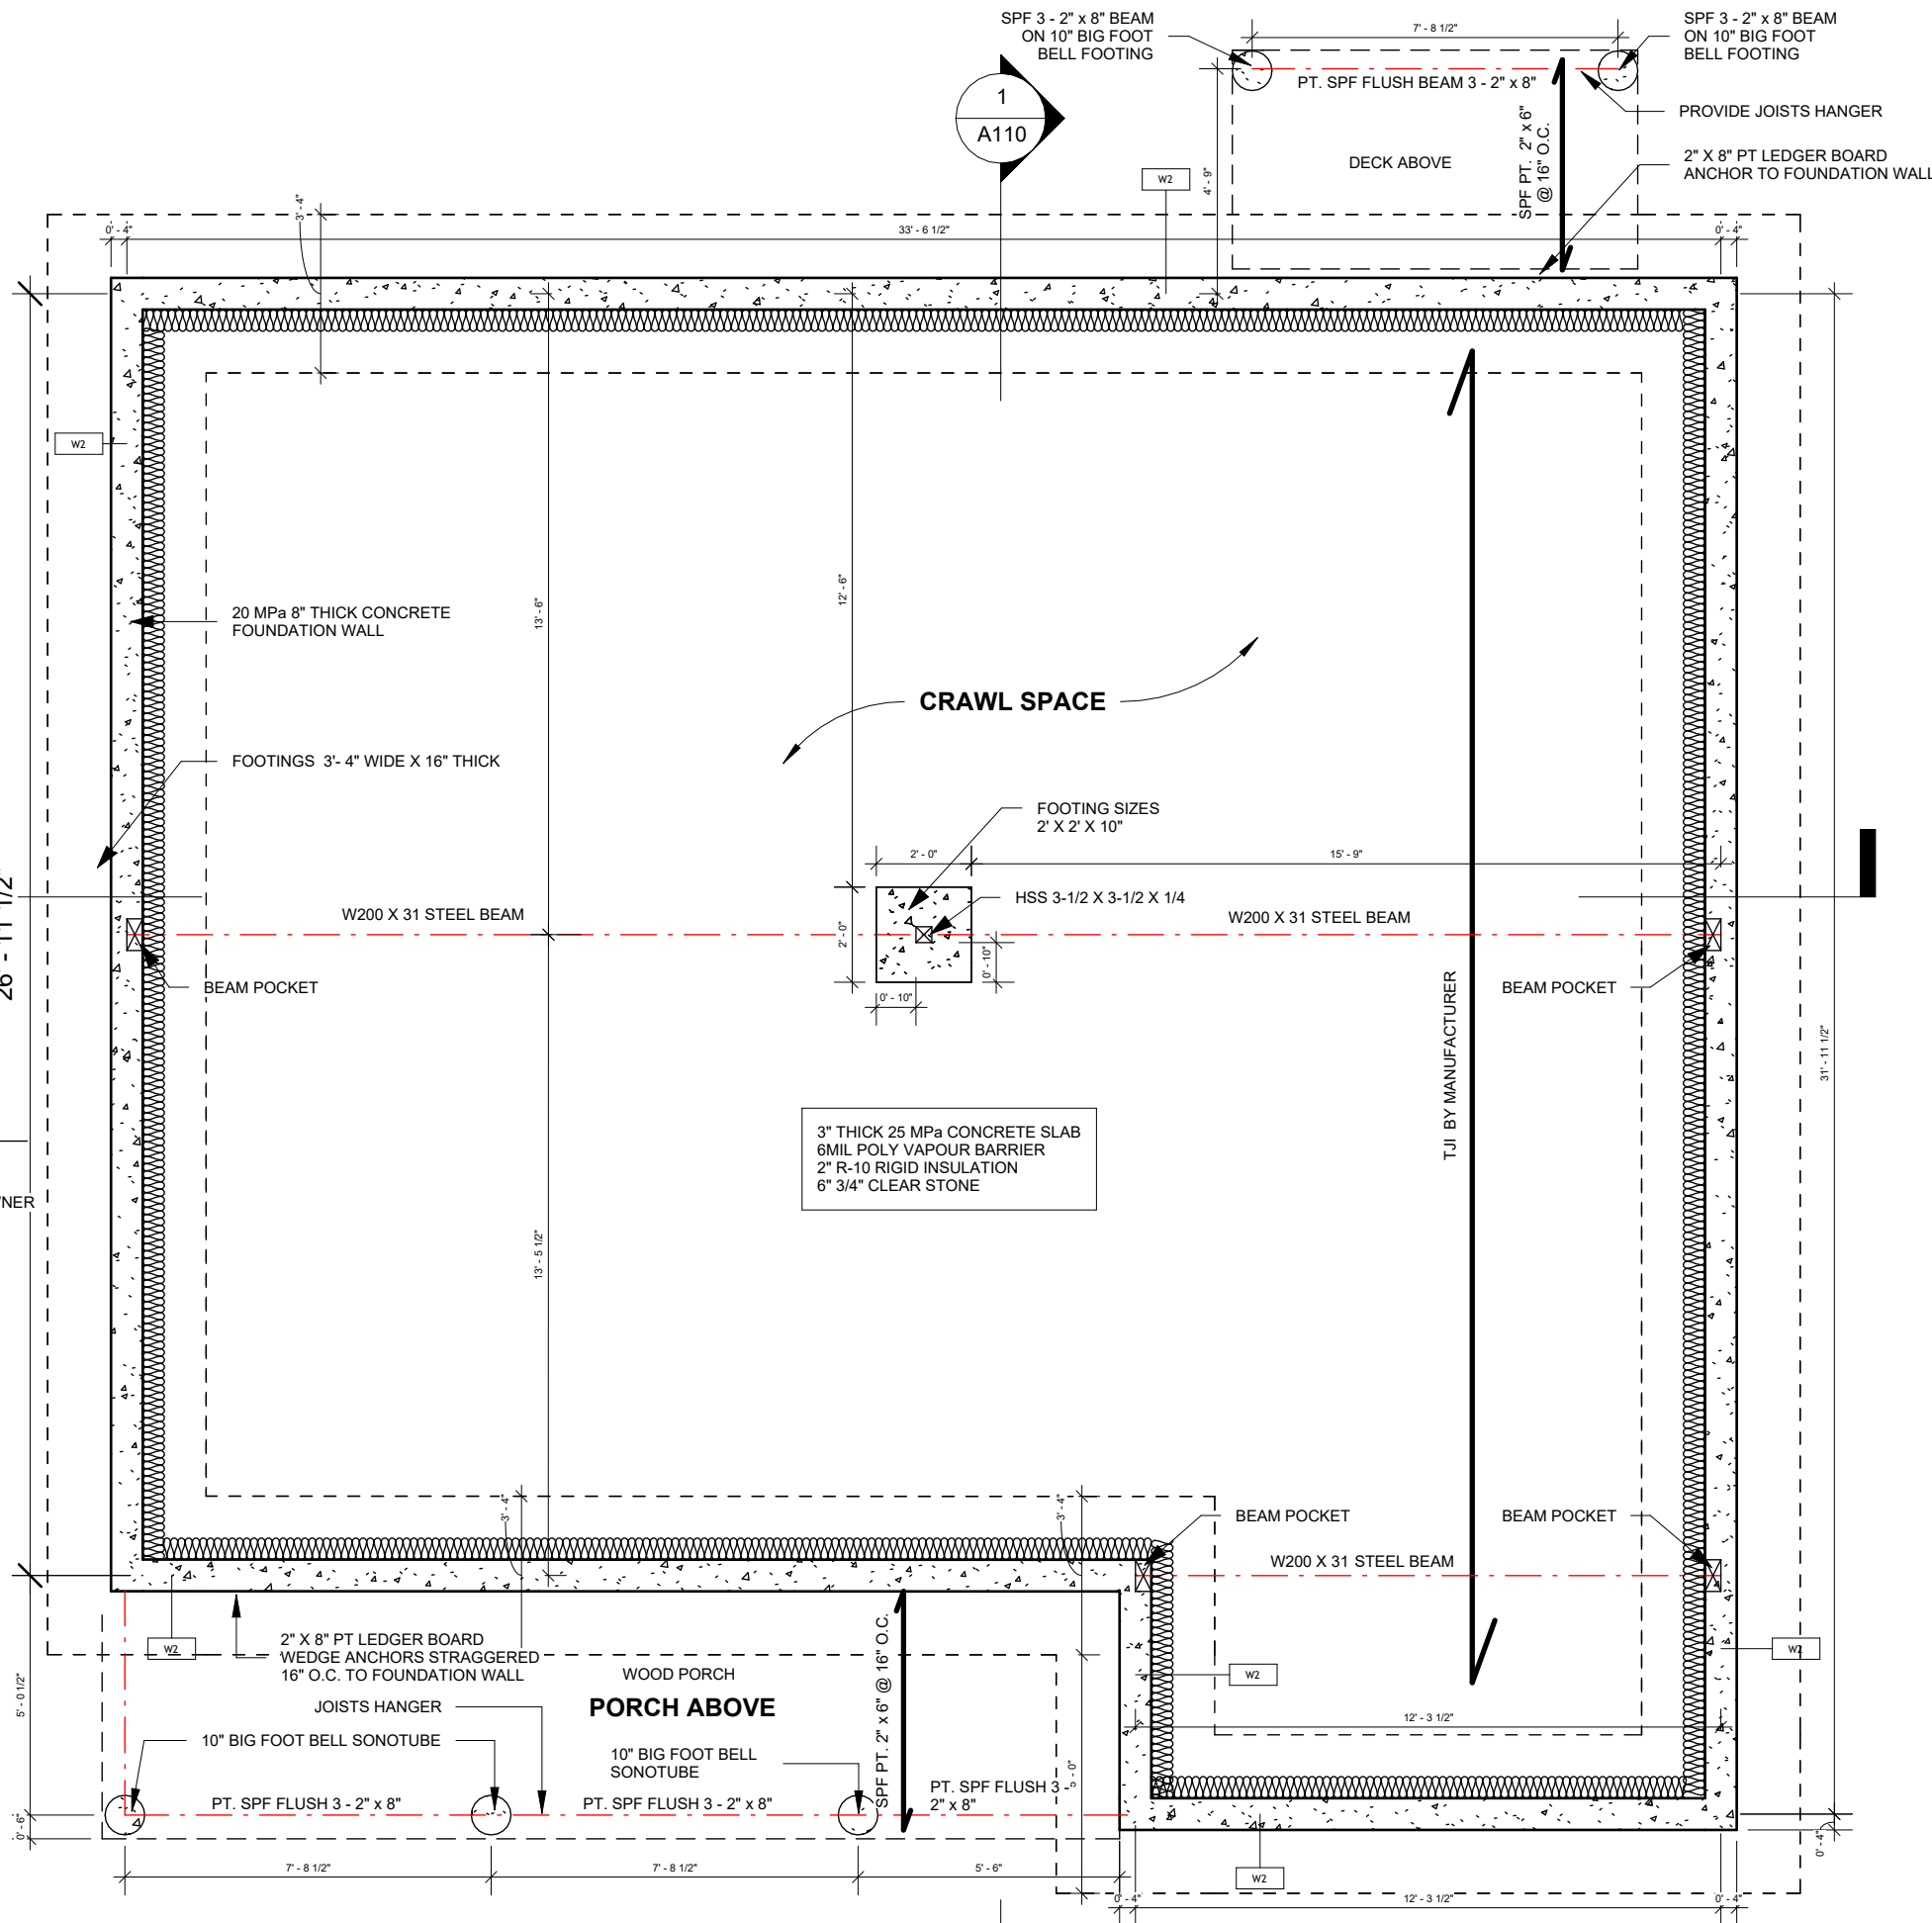 SPF 3 - 2" x 8" BEAM
ON 10" BIG FOOT
BELL FOOTING
7' - 8 1/2"
SPF 3 - 2" x 8" BEAM
ON 10" BIG FOOT
BELL FOOTING
PT. SPF FLUSH BEAM 3 - 2" x 8"
PROVIDE JOISTS HANGER
1
A110
DECK ABOVE
SPF PT. 2" x 6"
@ 16" O.C.
2" X 8" PT LEDGER BOARD
ANCHOR TO FOUNDATION WALL
W2
4' - 9"
3' - 4"
0' - 4"
33' - 6 1/2"
0' - 4"
W2
20 MPa 8" THICK CONCRETE
FOUNDATION WALL
13' - 6"
12' - 6"
CRAWL SPACE
FOOTINGS 3'- 4" WIDE X 16" THICK
FOOTING SIZES
2' X 2' X 10"
2' - 0"
15' - 9"
26' - 11 1/2"
W200 X 31 STEEL BEAM
HSS 3-1/2 X 3-1/2 X 1/4
W200 X 31 STEEL BEAM
2' - 0"
0' - 10"
0' - 10"
BEAM POCKET
BEAM POCKET
TJI BY MANUFACTURER
31' - 11 1/2"
3" THICK 25 MPa CONCRETE SLAB
6MIL POLY VAPOUR BARRIER
2" R-10 RIGID INSULATION
6" 3/4" CLEAR STONE
13' - 5 1/2"
3' - 4"
3' - 4"
BEAM POCKET
BEAM POCKET
W200 X 31 STEEL BEAM
W2
2" X 8" PT LEDGER BOARD
WEDGE ANCHORS STRAGGERED
16" O.C. TO FOUNDATION WALL
WOOD PORCH
PORCH ABOVE
SPF PT. 2" x 6" @ 16" O.C.
W2
W2
5' - 0 1/2"
JOISTS HANGER
10" BIG FOOT BELL SONOTUBE
10" BIG FOOT BELL
SONOTUBE
12' - 3 1/2"
PT. SPF FLUSH 3 - 2" x 8"
PT. SPF FLUSH 3 - 2" x 8"
PT. SPF FLUSH 3 -
2" x 8"
0' - 6"
0' - 4"
7' - 8 1/2"
7' - 8 1/2"
5' - 6"
W2
0' - 4"
12' - 3 1/2"
0' - 4"